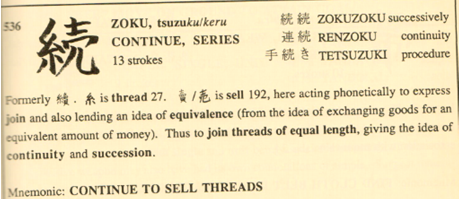 536
続
ZOKU, tsuzuku/keru
CONTINUE, SERIES
13 strokes
続続 ZOKUZOKU successively
連続 RENZOKU continuity
手続き TETSUZUKI procedure
Formerly 續. 糸 is thread 27. 賣/売 is sell 192, here acting phonetically to express
join and also lending an idea of equivalence (from the idea of exchanging goods for an
equivalent amount of money). Thus to join threads of equal length, giving the idea of
continuity and succession.
Mnemonic: CONTINUE TO SELL THREADS